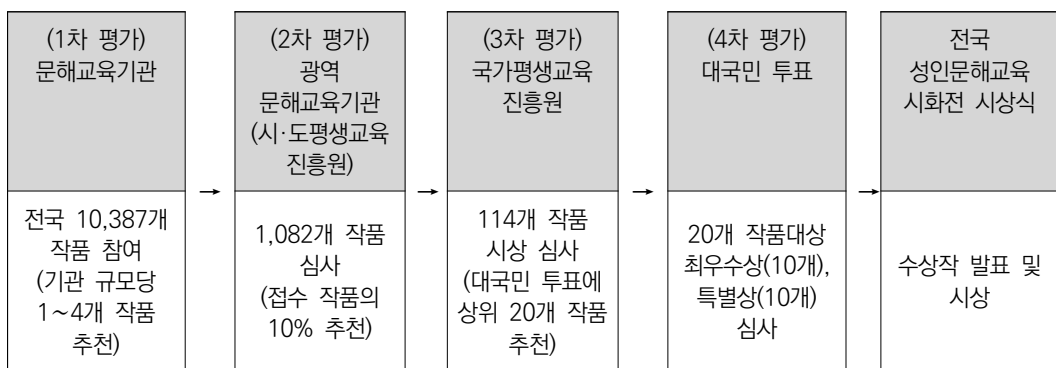 (1차 평가)
문해교육기관
전국 10,387개
작품 참여
(기관 규모당
1~4개 작품
추천)
→
(2차 평가)
광역
문해교육기관
(시·도평생교육
진흥원)
1,082개 작품
심사
(접수 작품의
10% 추천)
→
(3차 평가)
국가평생교육
진흥원
114개 작품
시상 심사
(대국민 투표에
상위 20개 작품
추천)
→
(4차 평가)
대국민 투표
20개 작품대상
최우수상(10개),
특별상(10개)
심사
→
전국
성인문해교육
시화전 시상식
수상작 발표 및
시상